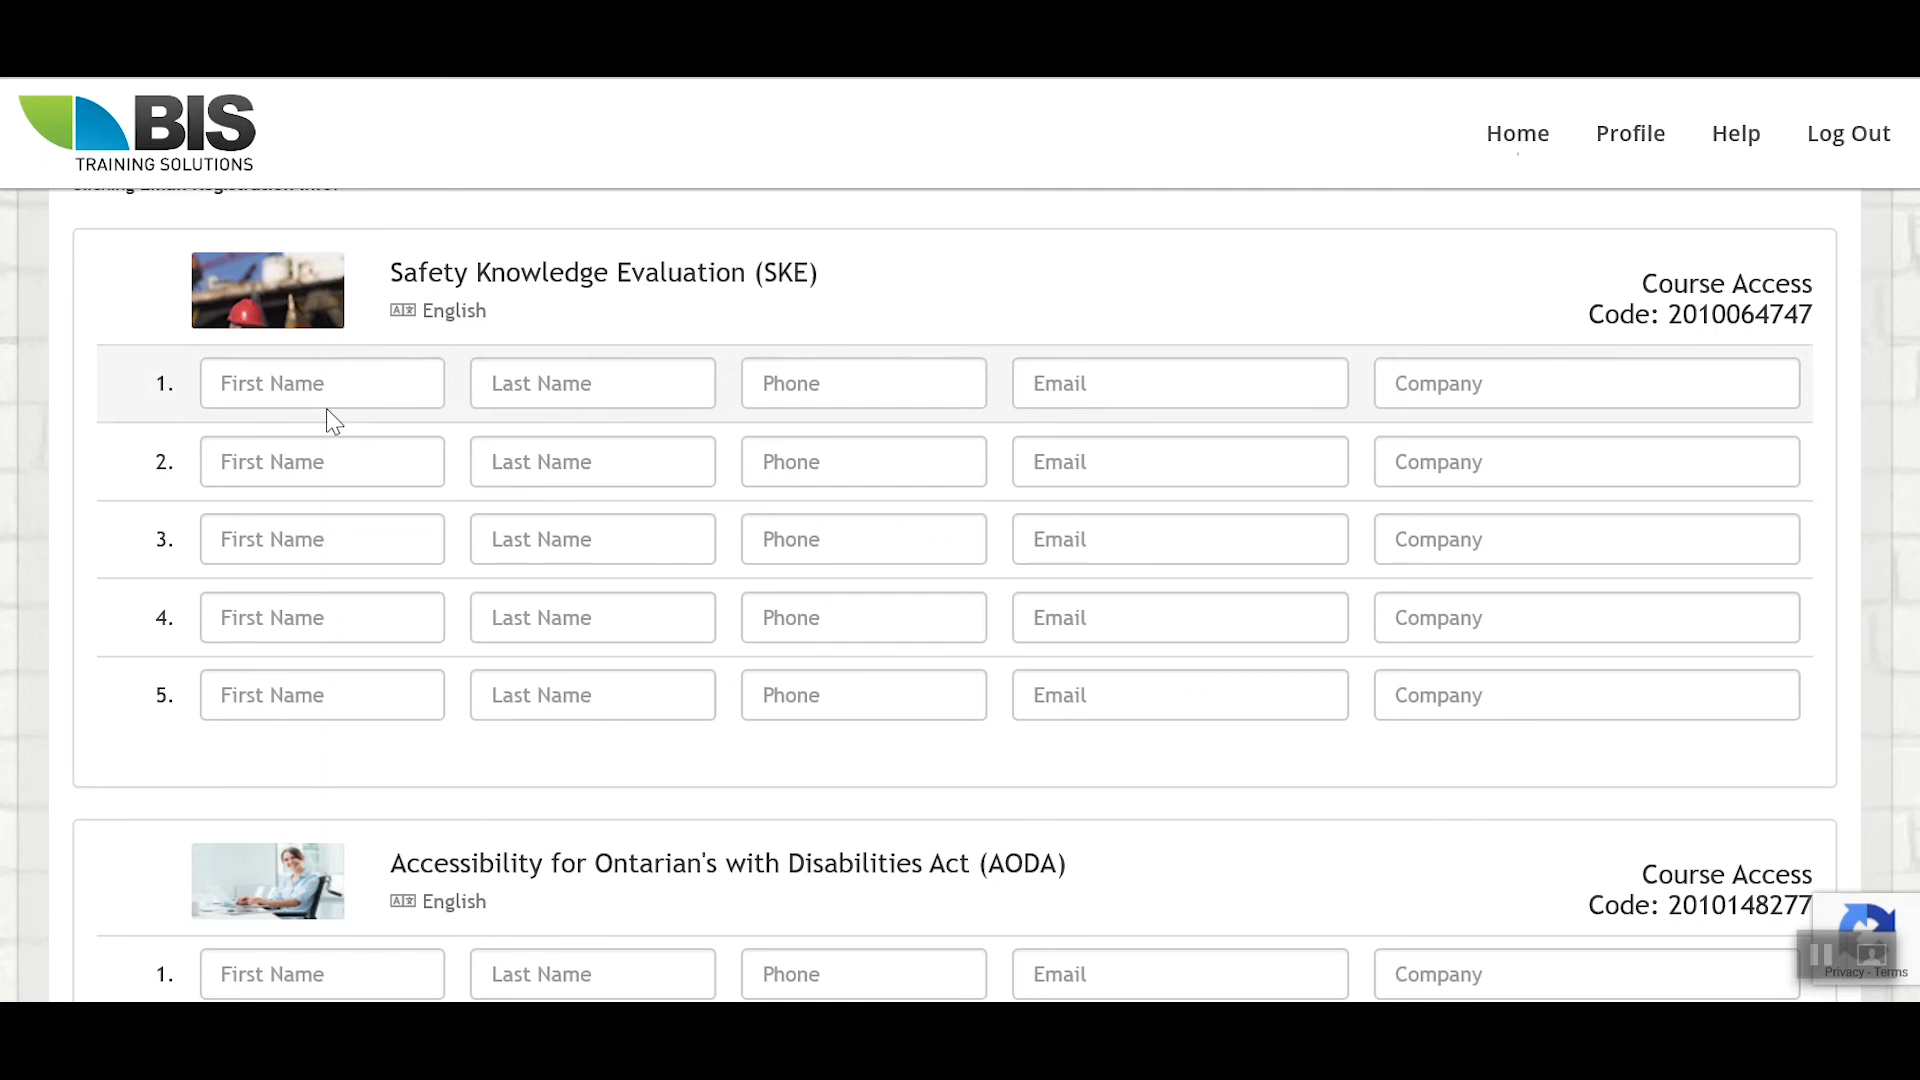 BIS
TRAINING SOLUTIONS
Home Profile Help Log Out
Safety Knowledge Evaluation (SKE)
English
Course Access
Code: 2010064747
1. First Name Last Name Phone Email Company
2. First Name Last Name Phone Email Company
3. First Name Last Name Phone Email Company
4. First Name Last Name Phone Email Company
5. First Name Last Name Phone Email Company
Accessibility for Ontarian's with Disabilities Act (AODA)
English
Course Access
Code: 2010148277
1. First Name Last Name Phone Email Company
Privacy - Terms